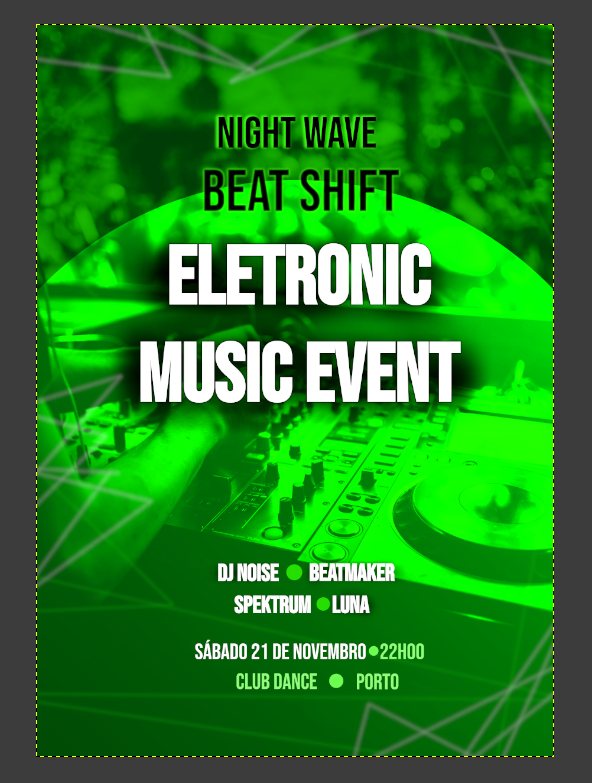 NIGHT WAVE
BEAT SHIFT
ELETRONIC
MUSIC EVENT
DJ NOISE ● BEATMAKER
SPEKTRUM ● LUNA
SÁBADO 21 DE NOVEMBRO ● 22H00
CLUB DANCE ● PORTO